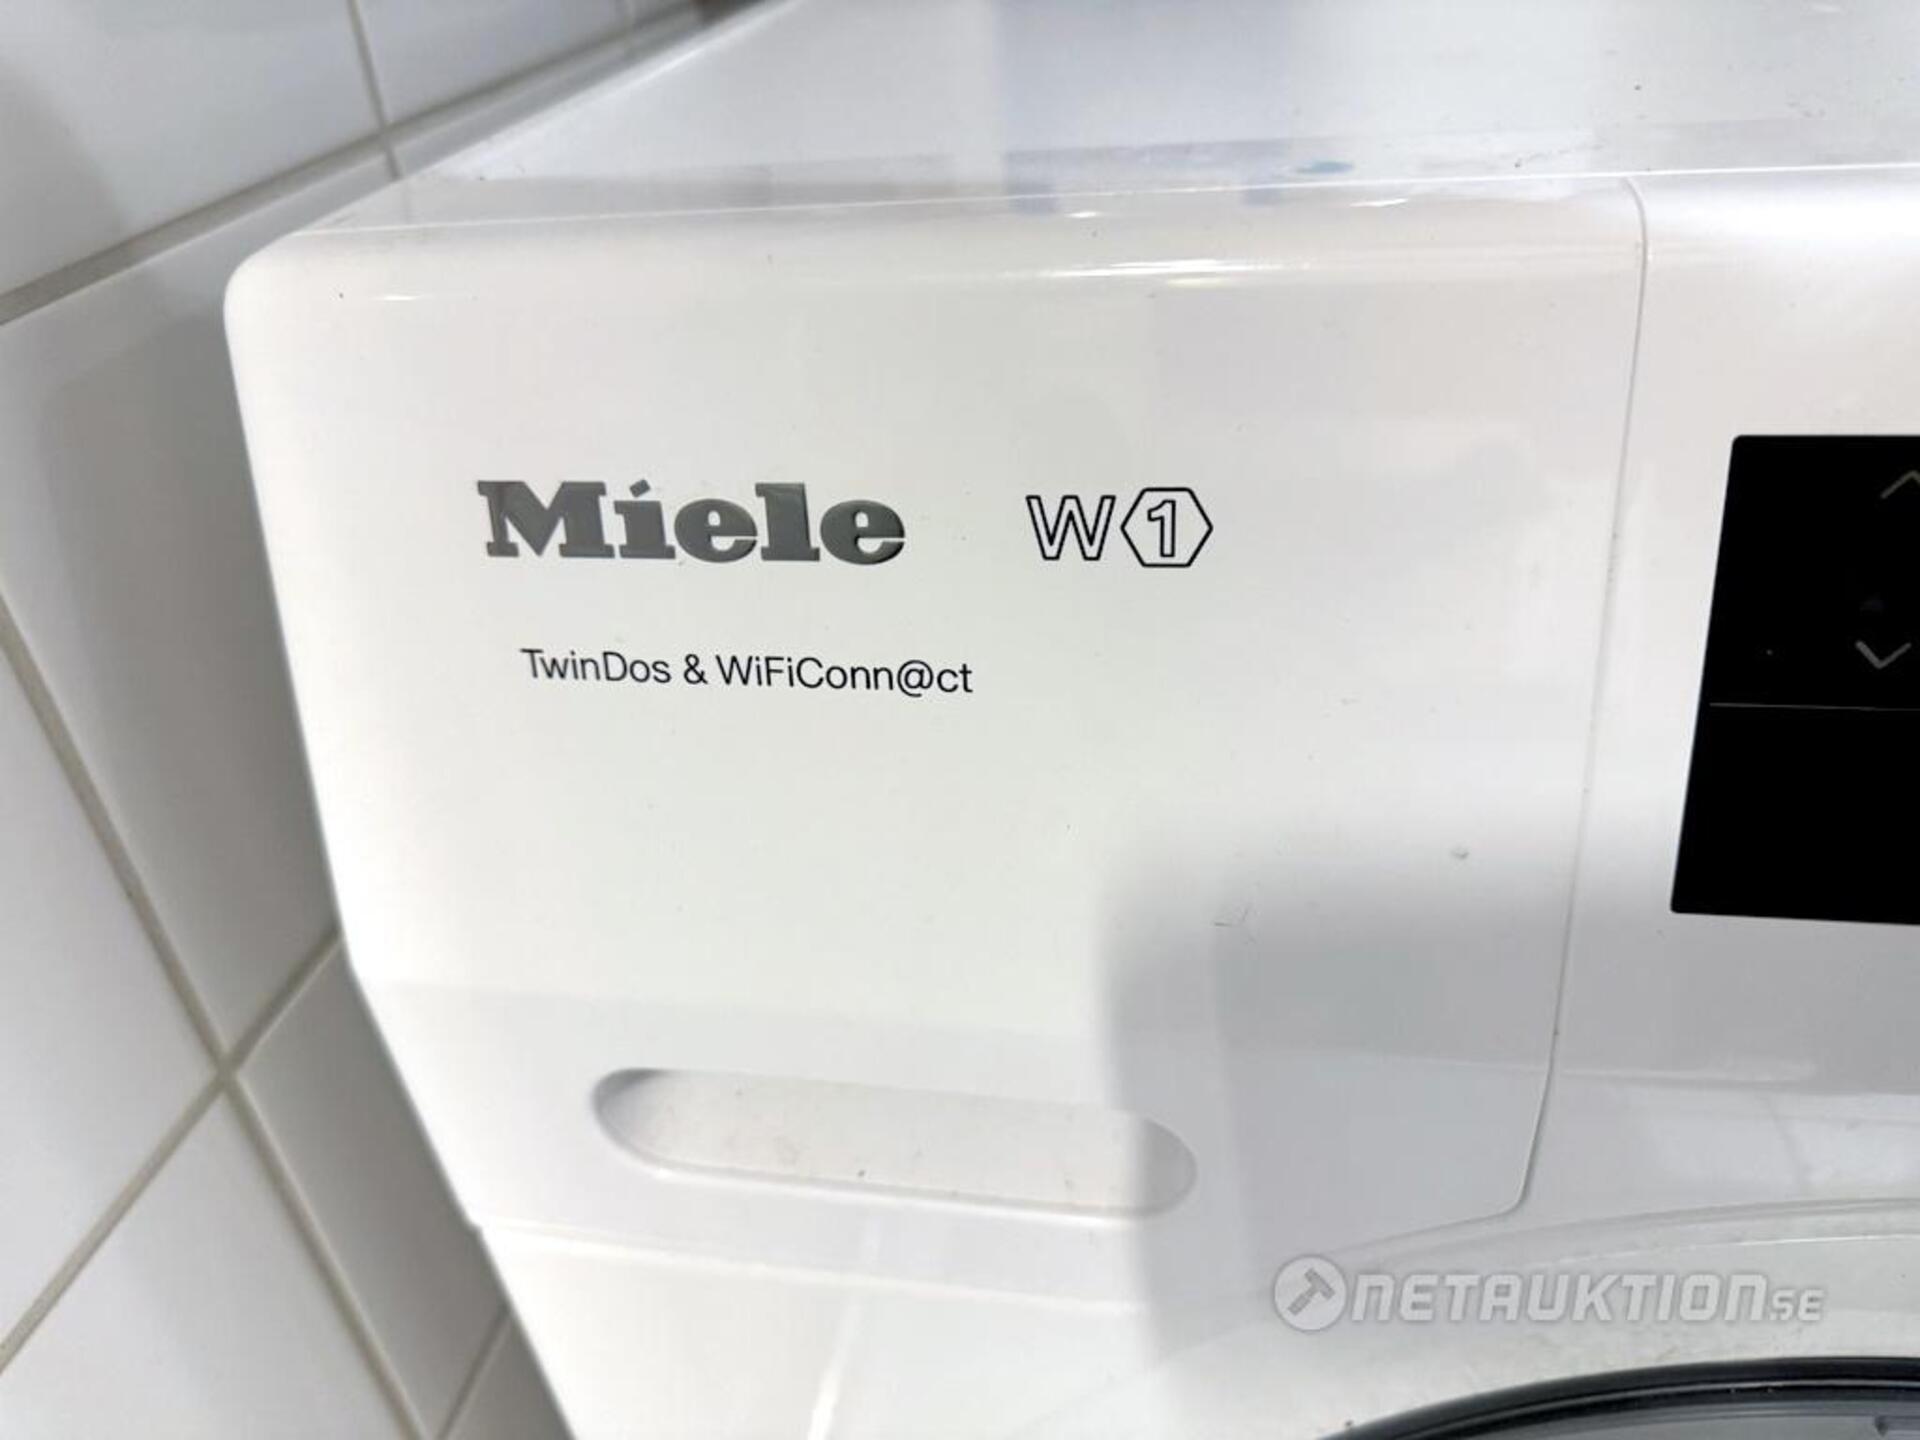 Miele W1
TwinDos & WiFiConn@ct
NETAUKTION.SE